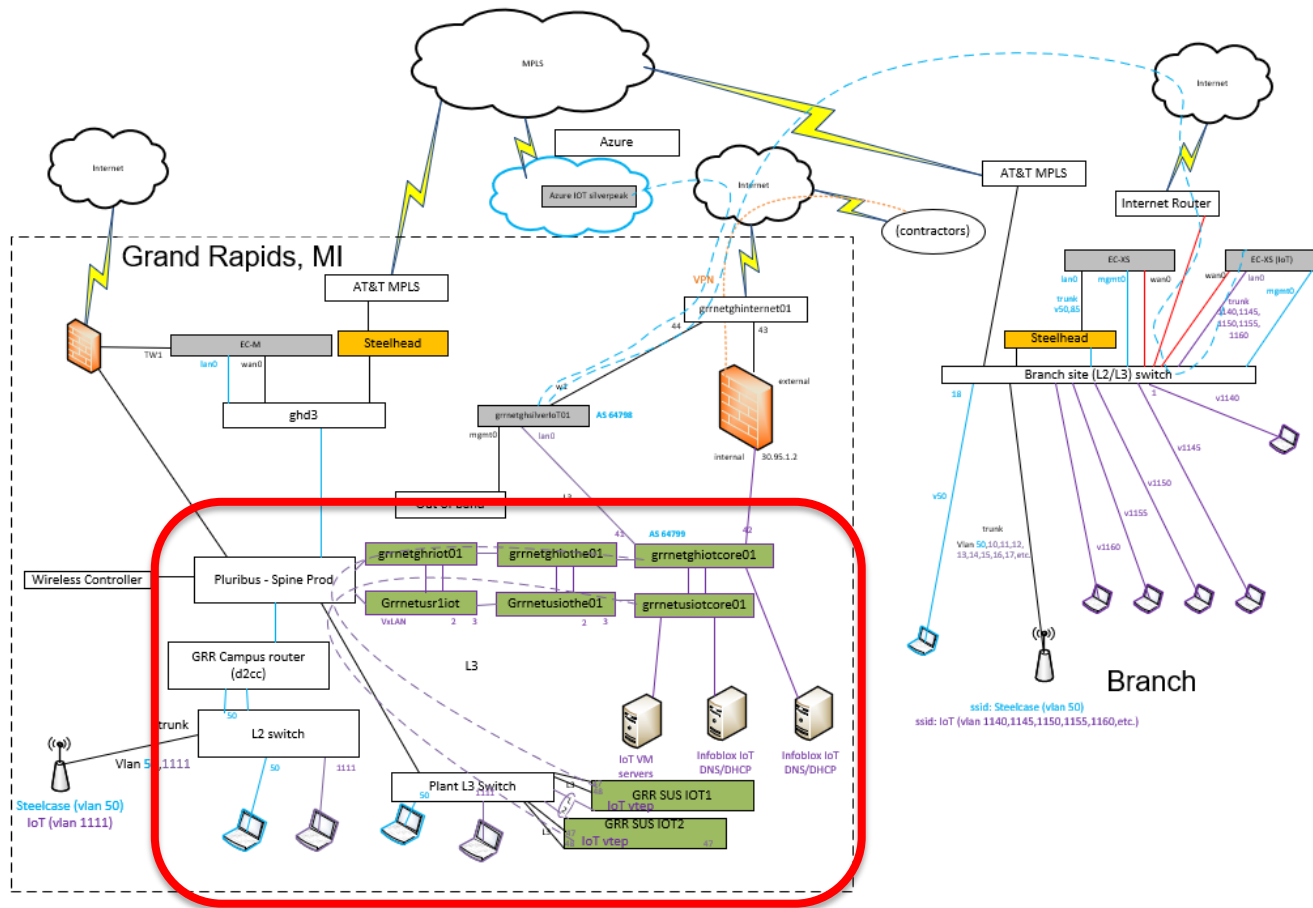 MPLS
Internet
Azure
Internet
Internet
AT&T MPLS
Azure IOT silverpeak
Internet Router
(contractors)
Grand Rapids, MI
VPN
EC-XS
EC-XS (IoT)
lan0
mgmt0
wan0
wan0
lan0
mgmt0
trunk
v50,85
trunk
1140,1145,
1150,1155,
1160
AT&T MPLS
grrnetghinternet01
44
43
Steelhead
Steelhead
TW1
EC-M
lan0
wan0
Branch site (L2/L3) switch
external
18
1
v1140
ghd3
grrnetghsilverIoT01
AS 64798
mgmt0
lan0
internal
30.95.1.2
v1145
v50
v1150
v1155
v1160
L3
41
AS 64799
42
trunk
Vlan 50,10,11,12,
13,14,15,16,17,etc.
grrnetghriot01
grrnetghiothe01
grrnetghiotcore01
Wireless Controller
Pluribus - Spine Prod
Grrnetusr1iot
Grrnetusiothe01
grrnetusiotcore01
VxLAN
2
3
2
3
GRR Campus router
(d2cc)
L3
Branch
50
ssid: Steelcase (vlan 50)
ssid: IoT (vlan 1140,1145,1150,1155,1160,etc.)
trunk
L2 switch
Vlan 50,1111
50
1111
IoT VM
servers
Infoblox IoT
DNS/DHCP
Infoblox IoT
DNS/DHCP
Plant L3 Switch
L3
47
48
GRR SUS IOT1
50
1111
IoT vtep
Steelcase (vlan 50)
IoT (vlan 1111)
GRR SUS IOT2
L3
47
48
IoT vtep
47